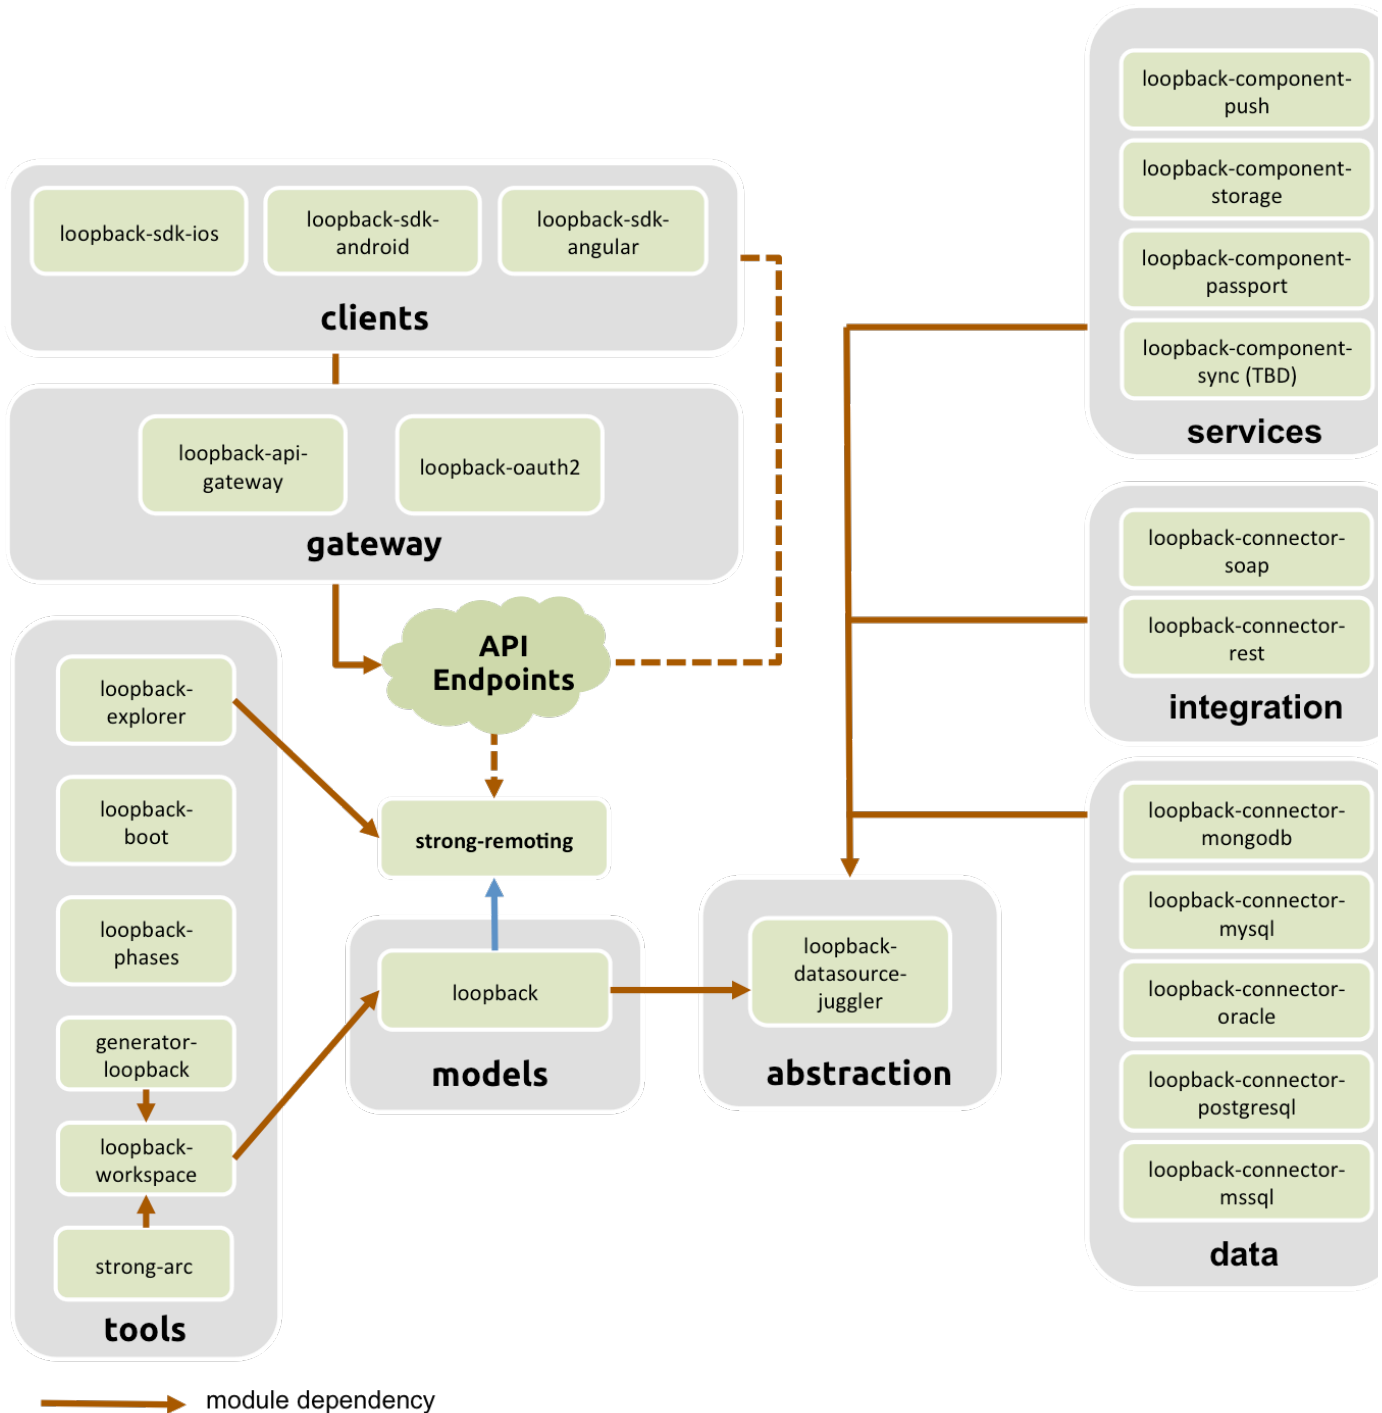 loopback-sdk-ios
loopback-sdk-
android
loopback-sdk-
angular
clients
loopback-api-
gateway
loopback-oauth2
gateway
API
Endpoints
loopback-
explorer
loopback-
boot
loopback-
phases
generator-
loopback
loopback-
workspace
strong-arc
tools
strong-remoting
loopback
models
loopback-
datasource-
juggler
abstraction
loopback-component-
push
loopback-component-
storage
loopback-component-
passport
loopback-component-
sync (TBD)
services
loopback-connector-
soap
loopback-connector-
rest
integration
loopback-connector-
mongodb
loopback-connector-
mysql
loopback-connector-
oracle
loopback-connector-
postgresql
loopback-connector-
mssql
data
module dependency